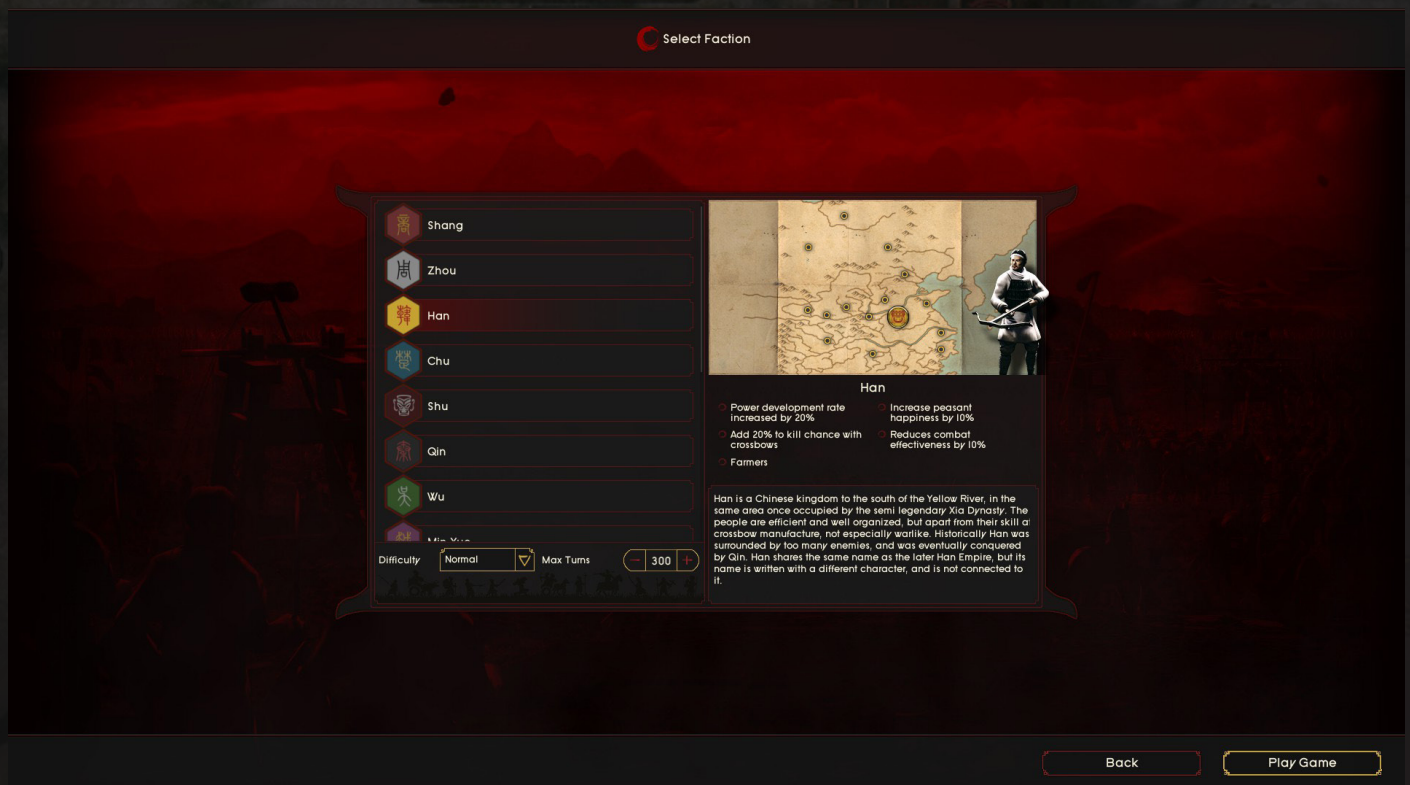 Select Faction
Shang
Zhou
Han
Chu
Shu
Qin
Wu
Min Yue
Difficulty
Normal
Max Turns
300
Han
Power development rate
increased by 20%
Add 20% to kill chance with
crossbows
Farmers
Increase peasant
happiness by 10%
Reduces combat
effectiveness by 10%
Han is a Chinese kingdom to the south of the Yellow River, in the
same area once occupied by the semi legendary Xia Dynasty. The
people are efficient and well organized, but apart from their skill at
crossbow manufacture, not especially warlike. Historically Han was
surrounded by too many enemies, and was eventually conquered
by Qin. Han shares the same name as the later Han Empire, but its
name is written with a different character, and is not connected to
it.
Back
Play Game